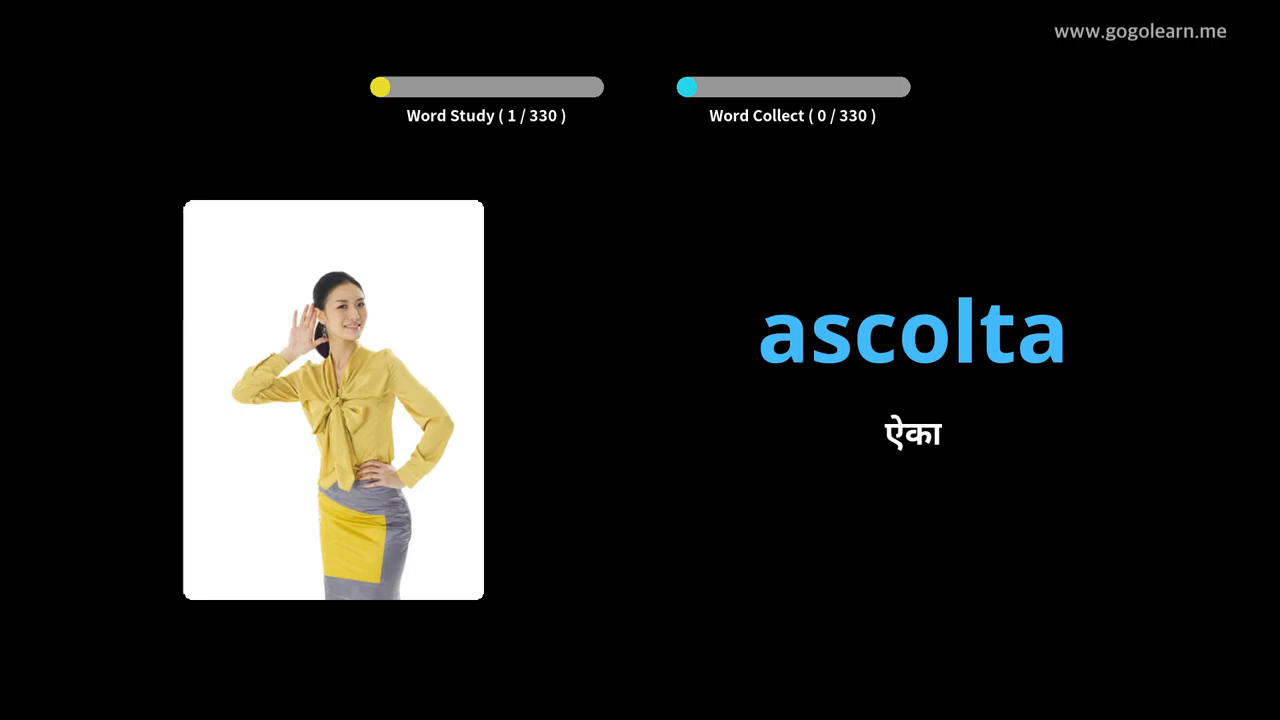 www.gogolearn.me
Word Study ( 1 / 330 )
Word Collect ( 0 / 330 )
ascolta
ऐका